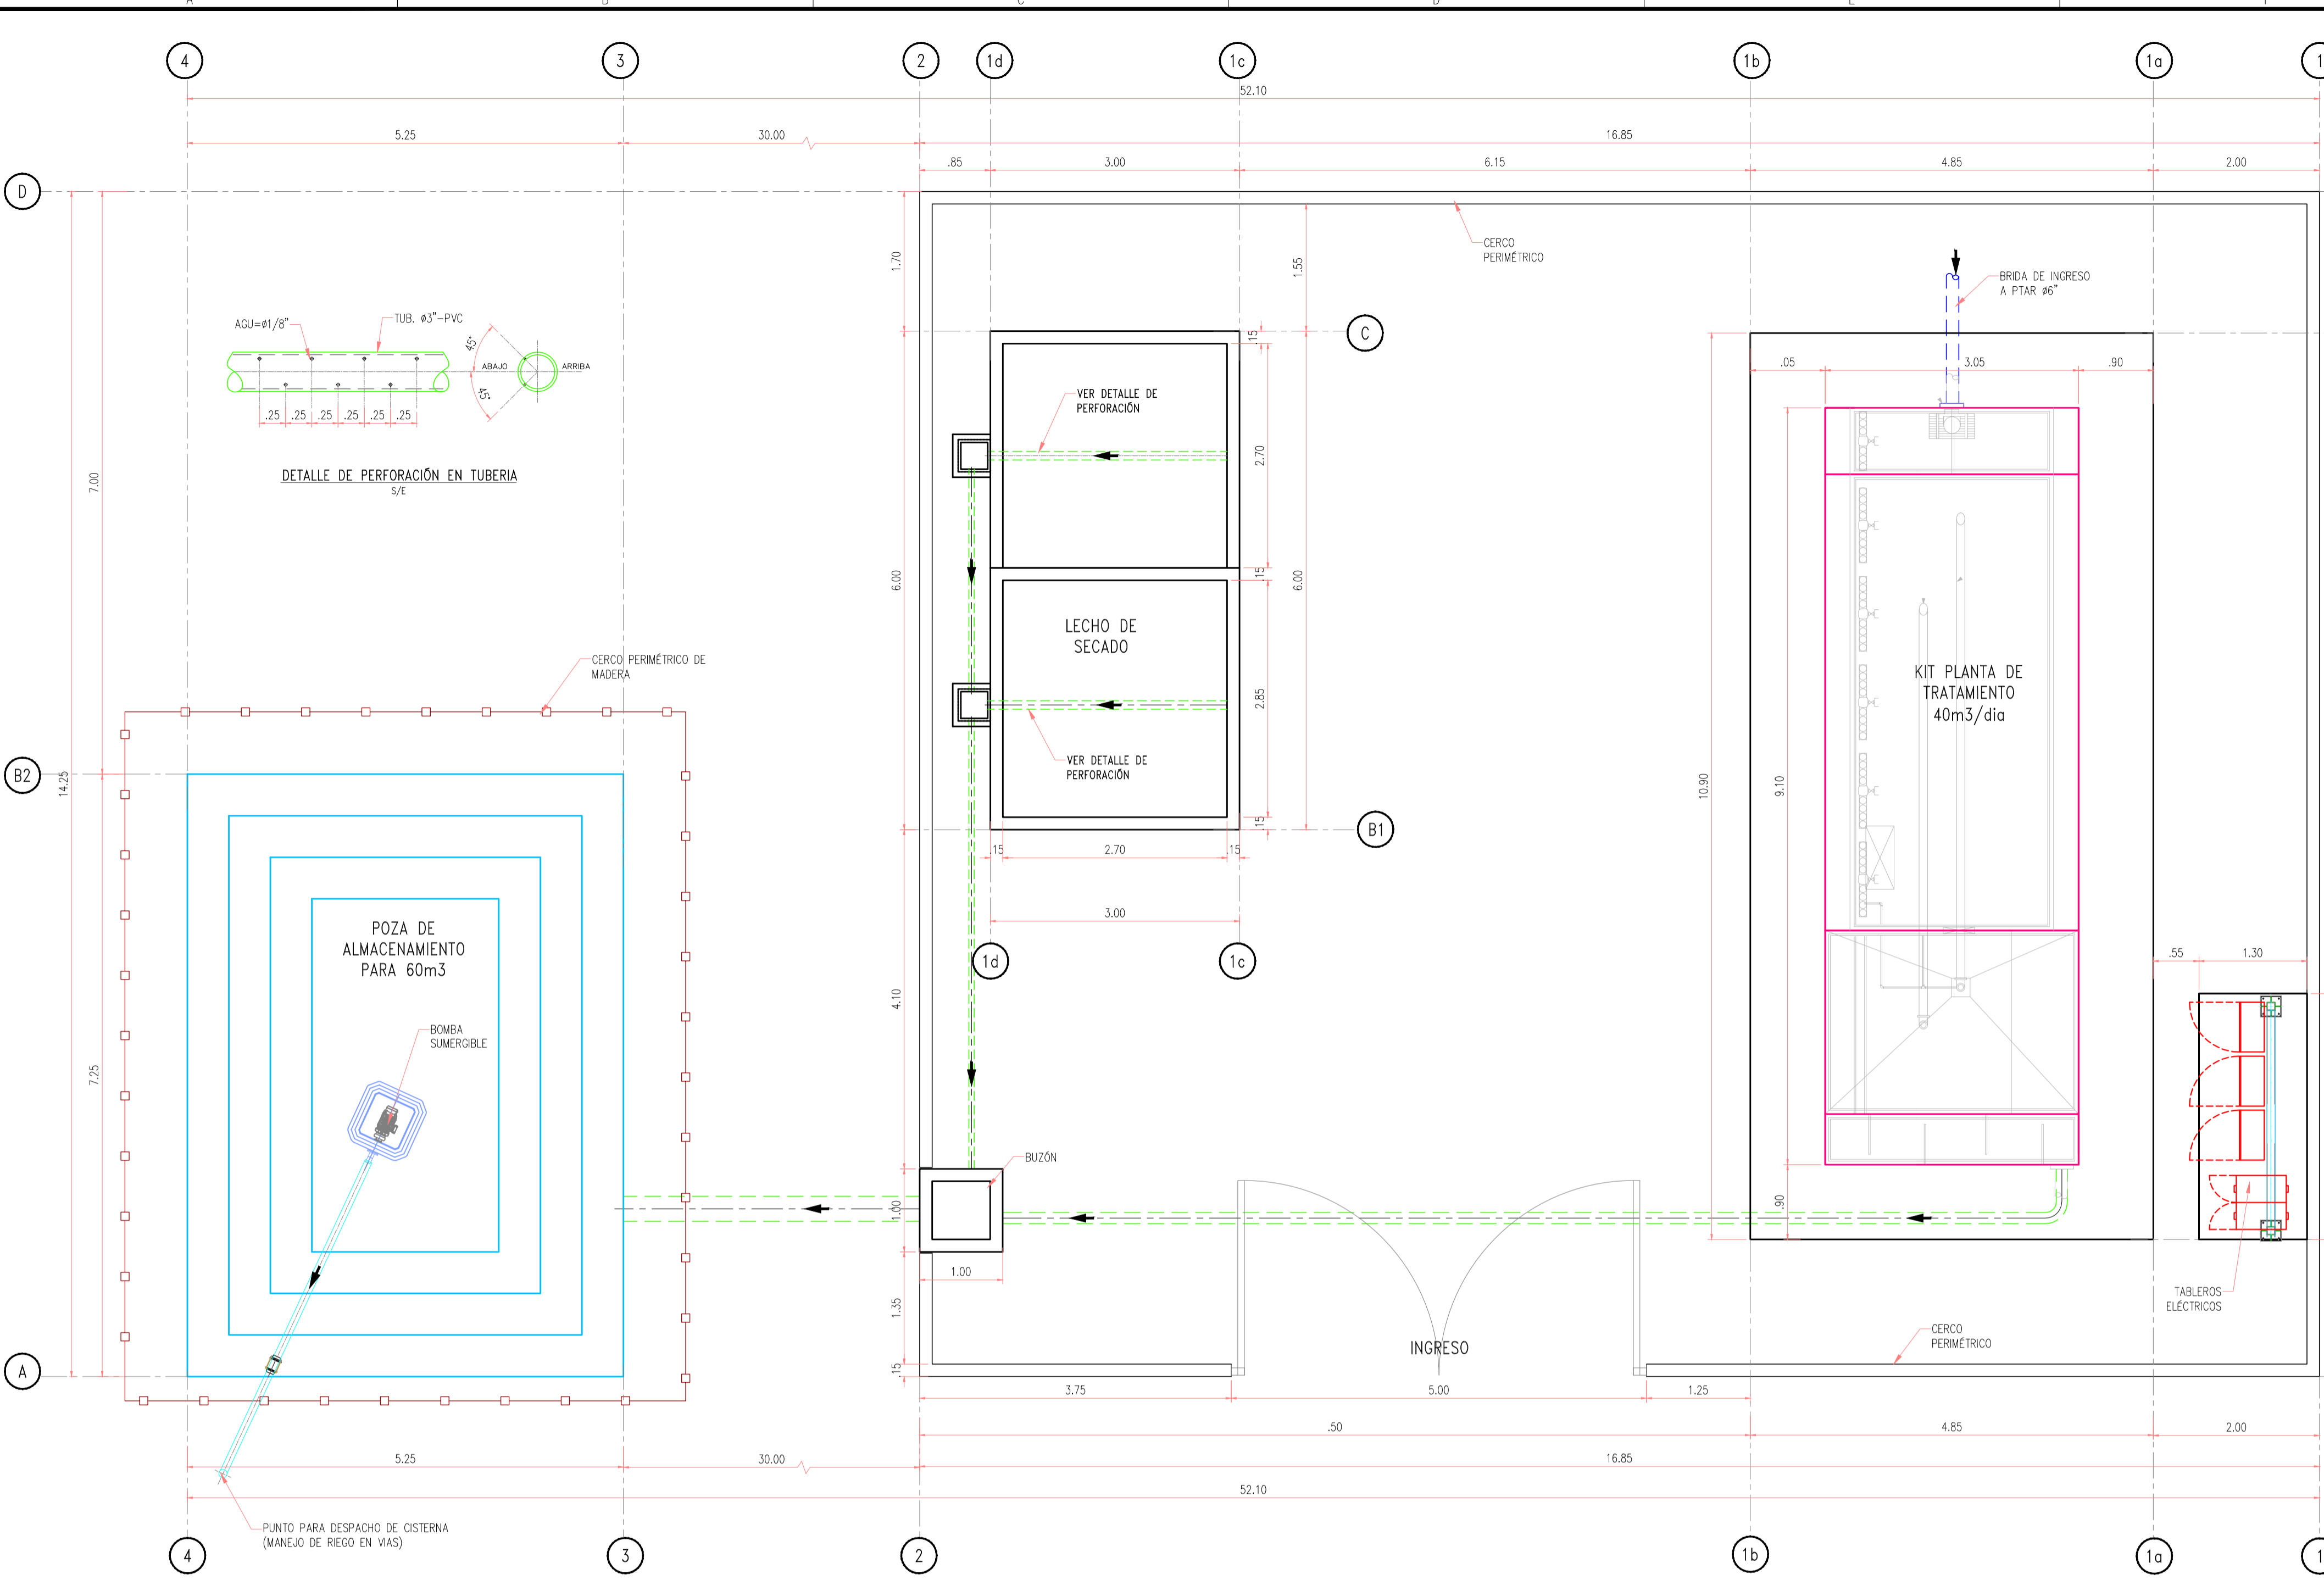 4
3
2
1d
1c
1b
1a
1
52.10
5.25
30.00
16.85
.85
3.00
6.15
4.85
2.00
D
CERCO
PERIMÉTRICO
1.70
1.55
BRIDA DE INGRESO
A PTAR ø6"
AGU=ø1/8"
TUB. ø3"-PVC
45°
45°
ABAJO
ARRIBA
.25
.25
.25
.25
.25
.25
DETALLE DE PERFORACIÓN EN TUBERIA
S/E
C
.15
.05
3.05
.90
VER DETALLE DE
PERFORACIÓN
2.70
7.00
6.00
.15
6.00
LECHO DE
SECADO
CERCO PERIMÉTRICO DE
MADERA
KIT PLANTA DE
TRATAMIENTO
40m3/dia
2.85
VER DETALLE DE
PERFORACIÓN
B2
14.25
10.90
9.10
.15
B1
.15
2.70
.15
3.00
POZA DE
ALMACENAMIENTO
PARA 60m3
1d
1c
.55
1.30
4.10
BOMBA
SUMERGIBLE
7.25
BUZÓN
1.00
.90
1.00
1.35
TABLEROS
ELÉCTRICOS
INGRESO
CERCO
PERIMÉTRICO
A
.15
3.75
5.00
1.25
.50
4.85
2.00
5.25
30.00
16.85
52.10
PUNTO PARA DESPACHO DE CISTERNA
(MANEJO DE RIEGO EN VIAS)
4
3
2
1b
1a
1